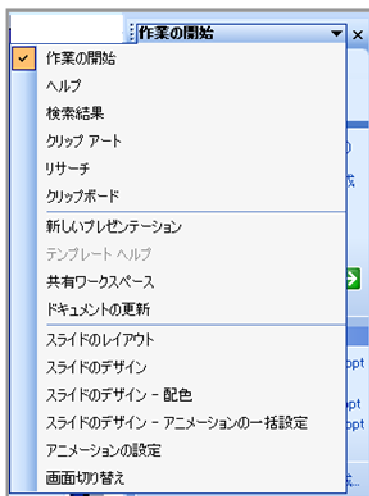 作業の開始
作業の開始
ヘルプ
検索結果
クリップ アート
リサーチ
クリップボード
新しいプレゼンテーション
テンプレート ヘルプ
共有ワークスペース
ドキュメントの更新
スライドのレイアウト
スライドのデザイン
ppt
スライドのデザイン - 配色
ppt
スライドのデザイン - アニメーションの一括設定
ppt
アニメーションの設定
画面切り替え